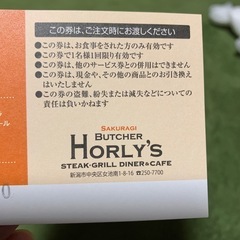 この券は、ご注文時にお渡しください
●この券は、お食事をされた方のみ有効です
●この券で1名様1回有効です
●この券は、他のサービス券との併用はできません
●この券は、現金や、その他の商品とのお引き換えはいたしません
●この券の盗難、紛失または減失などについての責は負いかねます
SAKURAGI
BUTCHER
HORLY'S
STEAK・GRILL DINER&CAFE
新潟市中央区女池南1-8-16 ☎250-7700
ール
0